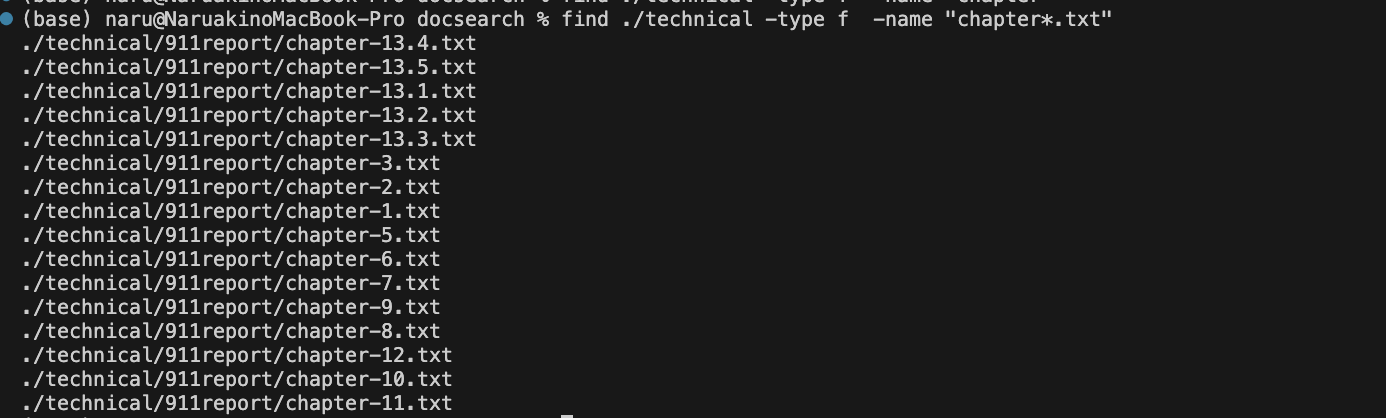 (base) naru@NaruakinoMacBook-Pro docsearch % find ./technical -type f  -name "chapter*.txt"
./technical/911report/chapter-13.4.txt
./technical/911report/chapter-13.5.txt
./technical/911report/chapter-13.1.txt
./technical/911report/chapter-13.2.txt
./technical/911report/chapter-13.3.txt
./technical/911report/chapter-3.txt
./technical/911report/chapter-2.txt
./technical/911report/chapter-1.txt
./technical/911report/chapter-5.txt
./technical/911report/chapter-6.txt
./technical/911report/chapter-7.txt
./technical/911report/chapter-9.txt
./technical/911report/chapter-8.txt
./technical/911report/chapter-12.txt
./technical/911report/chapter-10.txt
./technical/911report/chapter-11.txt